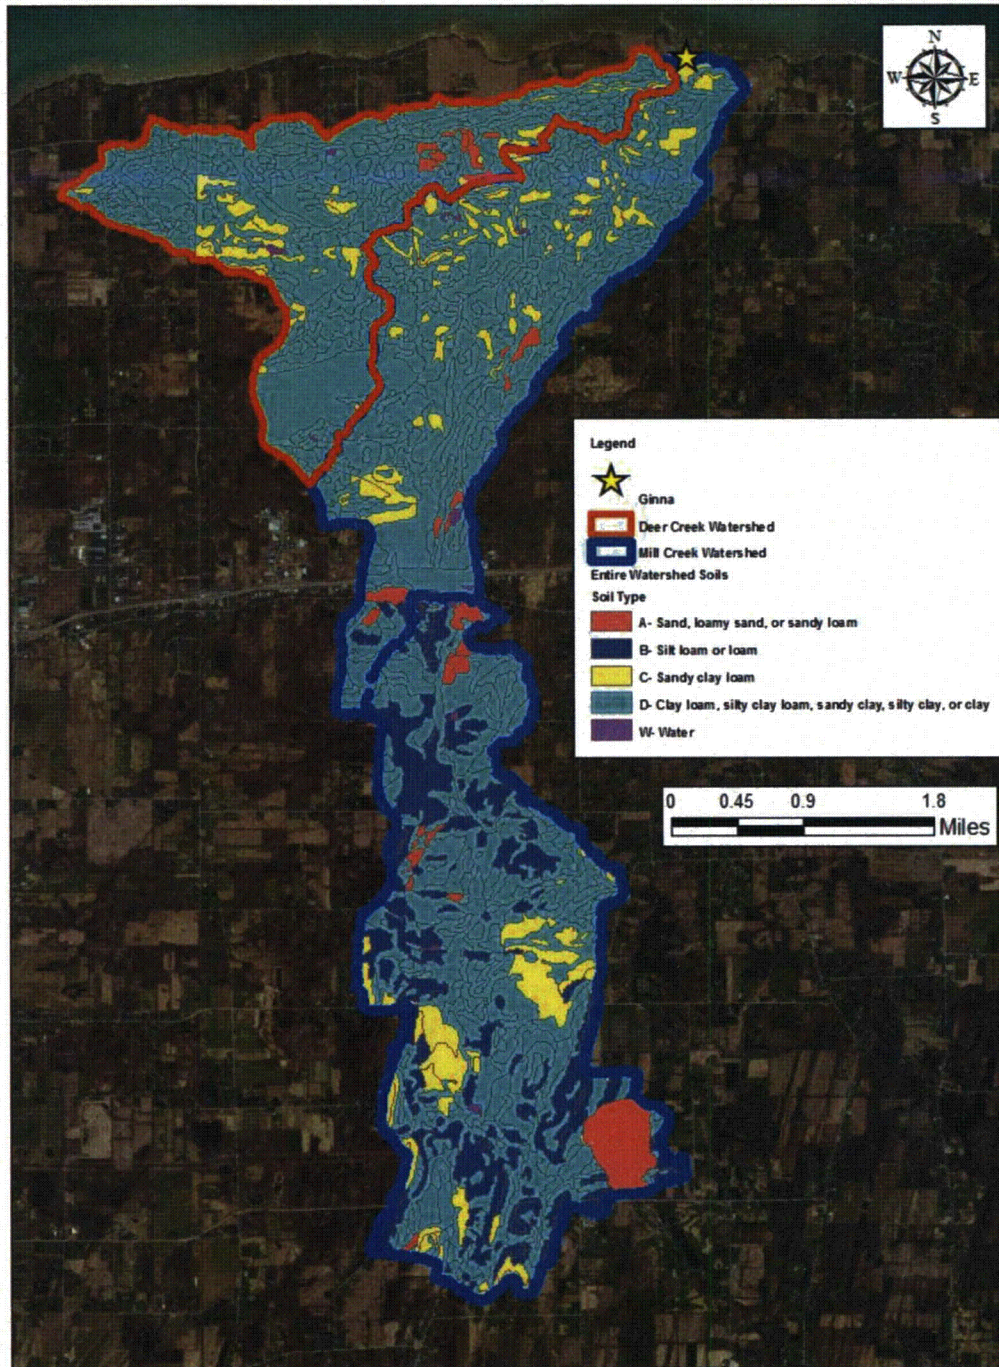 N
W E
S
Legend
Ginna
Deer Creek Watershed
Mill Creek Watershed
Entire Watershed Soils
Soil Type
A- Sand, loamy sand, or sandy loam
B- Silt loam or loam
C- Sandy clay loam
D- Clay loam, silty clay loam, sandy clay, silty clay, or clay
W- Water
0 0.45 0.9 1.8
Miles